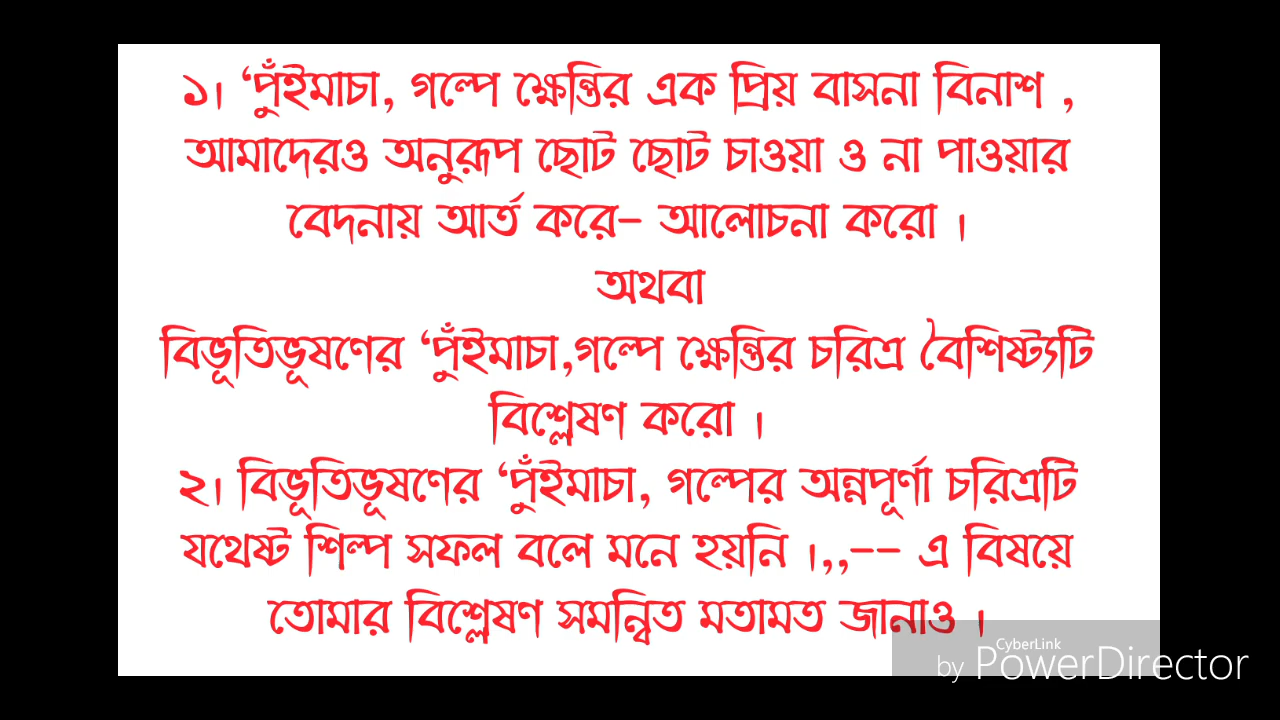 ১। ‘পুঁইমাচা, গল্পে ক্ষেন্তির এক প্রিয় বাসনা বিনাশ ,
আমাদেরও অনুরূপ ছোট ছোট চাওয়া ও না পাওয়ার
বেদনায় আর্ত করে- আলোচনা করো ।
অথবা
বিভূতিভূষণের ‘পুঁইমাচা,গল্পে ক্ষেন্তির চরিত্র বৈশিষ্ট্যটি
বিশ্লেষণ করো ।
২। বিভূতিভূষণের ‘পুঁইমাচা, গল্পের অন্নপূর্ণা চরিত্রটি
যথেষ্ট শিল্প সফল বলে মনে হয়নি ।,,-- এ বিষয়ে
তোমার বিশ্লেষণ সমন্বিত মতামত জানাও ।
CyberLink
by PowerDirector